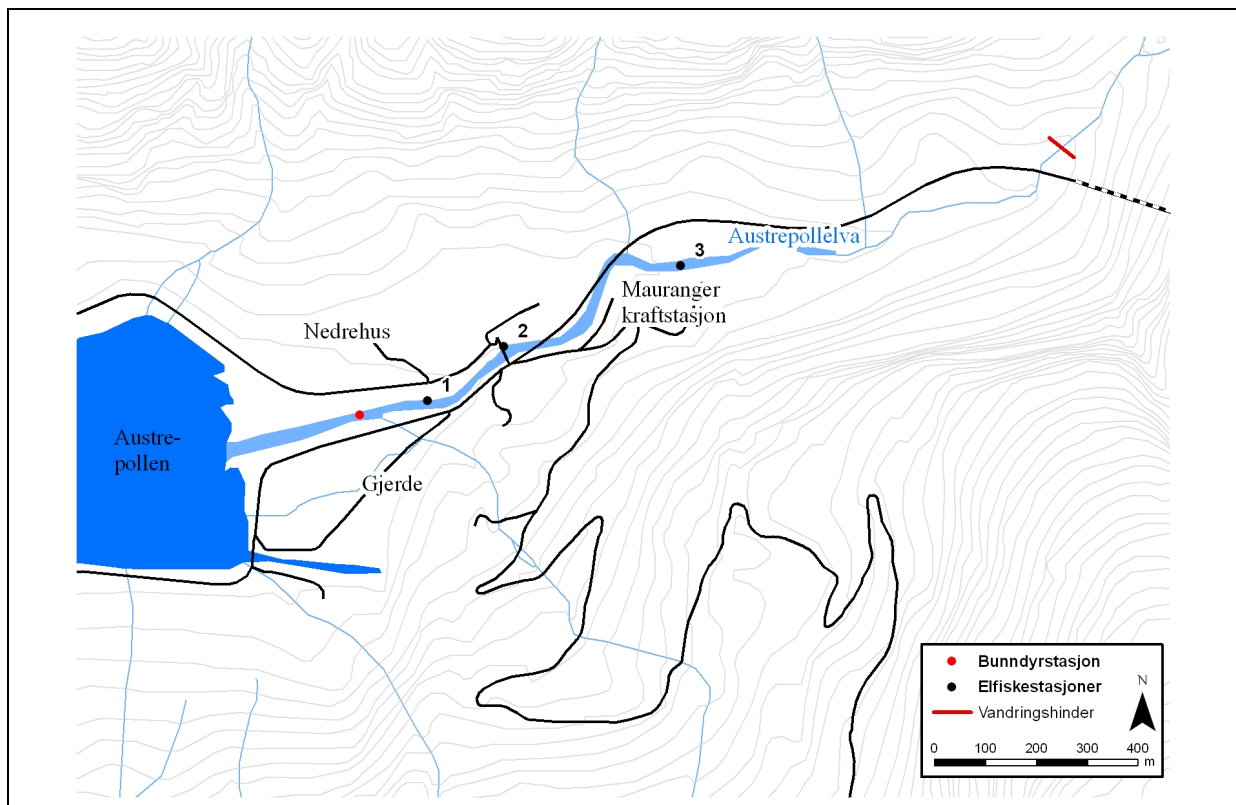 3
Austrepollelva
Mauranger
kraftstasjon
2
Nedrehus
1
Austre-
pollen
Gjerde
Bunndyrstasjon
Elfiskestasjoner
N
Vandringshinder
0 100 200 300 400
m